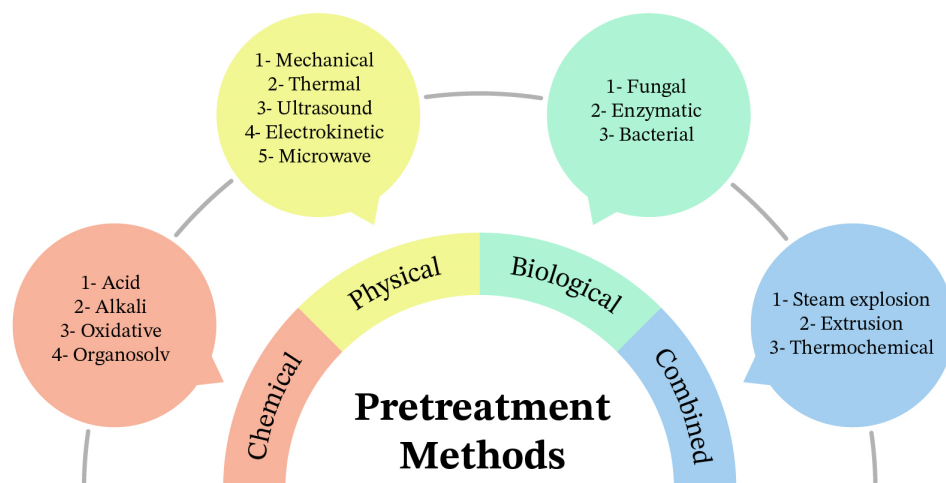 1- Mechanical
2- Thermal
3- Ultrasound
4- Electrokinetic
5- Microwave
1- Fungal
2- Enzymatic
3- Bacterial
1- Acid
2- Alkali
3- Oxidative
4- Organosolv
1- Steam explosion
2- Extrusion
3- Thermochemical
Chemical
Physical
Biological
Combined
Pretreatment
Methods